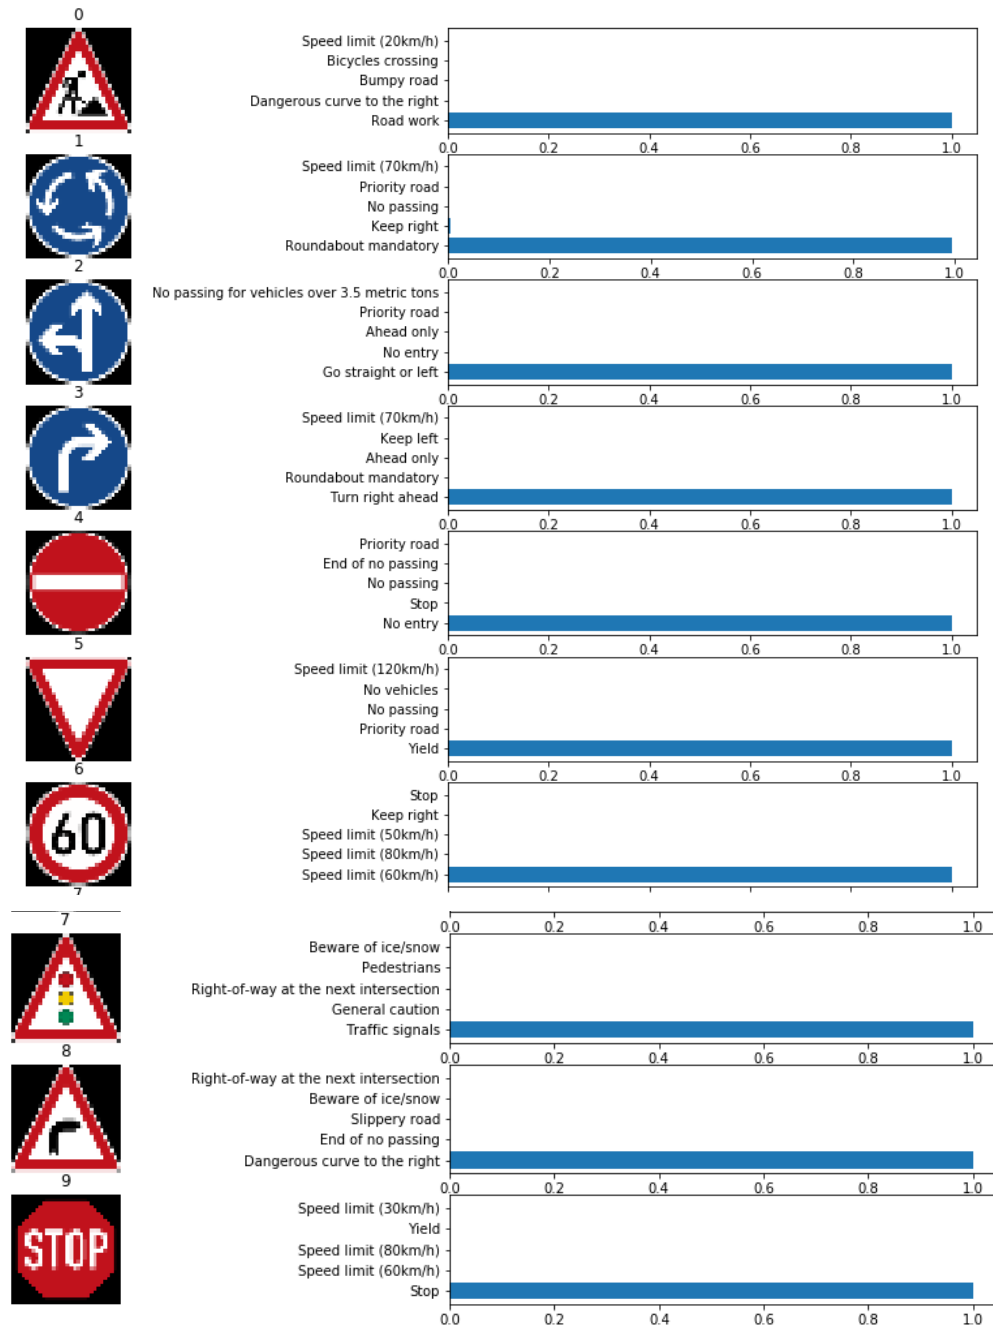 0
Speed limit (20km/h)
Bicycles crossing
Bumpy road
Dangerous curve to the right
Road work
0.0 0.2 0.4 0.6 0.8 1.0
1
Speed limit (70km/h)
Priority road
No passing
Keep right
Roundabout mandatory
0.0 0.2 0.4 0.6 0.8 1.0
2
No passing for vehicles over 3.5 metric tons
Priority road
Ahead only
No entry
Go straight or left
0.0 0.2 0.4 0.6 0.8 1.0
3
Speed limit (70km/h)
Keep left
Ahead only
Roundabout mandatory
Turn right ahead
0.0 0.2 0.4 0.6 0.8 1.0
4
Priority road
End of no passing
No passing
Stop
No entry
0.0 0.2 0.4 0.6 0.8 1.0
5
Speed limit (120km/h)
No vehicles
No passing
Priority road
Yield
0.0 0.2 0.4 0.6 0.8 1.0
6
60
Stop
Keep right
Speed limit (50km/h)
Speed limit (80km/h)
Speed limit (60km/h)
7
0.0 0.2 0.4 0.6 0.8 1.0
7
Beware of ice/snow
Pedestrians
Right-of-way at the next intersection
General caution
Traffic signals
0.0 0.2 0.4 0.6 0.8 1.0
8
Right-of-way at the next intersection
Beware of ice/snow
Slippery road
End of no passing
Dangerous curve to the right
0.0 0.2 0.4 0.6 0.8 1.0
9
STOP
Speed limit (30km/h)
Yield
Speed limit (80km/h)
Speed limit (60km/h)
Stop
0.0 0.2 0.4 0.6 0.8 1.0